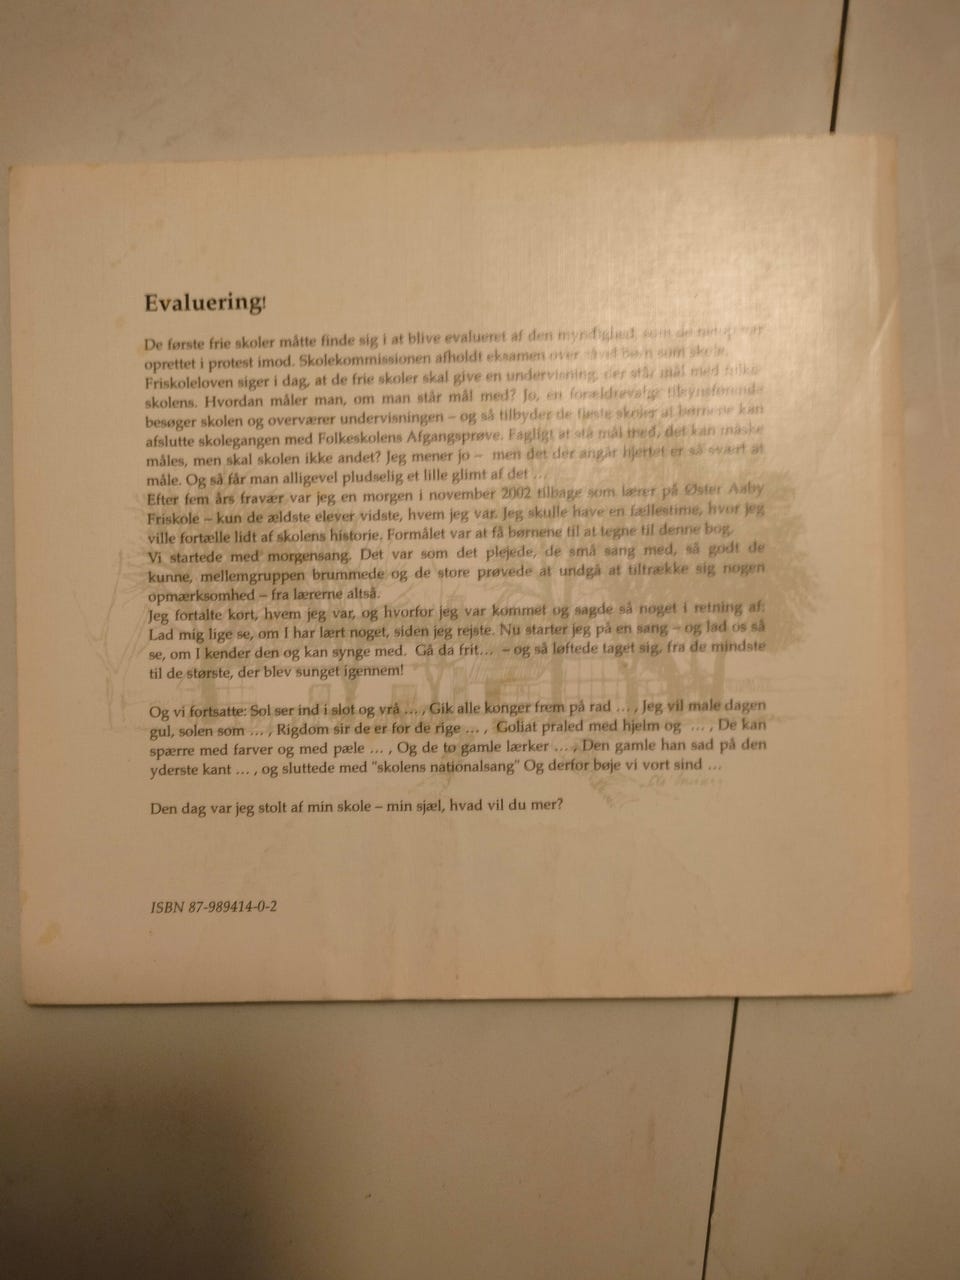 Evaluering!
De første frie skoler måtte finde sig i at blive evalueret af den myndighed, som de netop var
oprettet i protest imod. Skolekommissionen afholdt eksamen over såvel børn som skole.
Friskoleloven siger i dag, at de frie skoler skal give en undervisning, der står mål med folke-
skolens. Hvordan måler man, om man står mål med? Jo, en forældrevalgt tilsynsførende
besøger skolen og overværer undervisningen – og så tilbyder de fleste skoler at børnene kan
afslutte skolegangen med Folkeskolens Afgangsprøve. Fagligt at stå mål med, det kan måske
måles, men skal skolen ikke andet? Jeg mener jo – men det der angår hjertet er så svært at
måle. Og så får man alligevel pludselig et lille glimt af det ...
Efter fem års fravær var jeg en morgen i november 2002 tilbage som lærer på Øster Aaby
Friskole – kun de ældste elever vidste, hvem jeg var. Jeg skulle have en fællestime, hvor jeg
ville fortælle lidt af skolens historie. Formålet var at få børnene til at tegne til denne bog.
Vi startede med morgensang. Det var som det plejede, de små sang med, så godt de
kunne, mellemgruppen brummede og de store prøvede at undgå at tiltrække sig nogen
opmærksomhed – fra lærerne altså.
Jeg fortalte kort, hvem jeg var, og hvorfor jeg var kommet og sagde så noget i retning af:
Lad mig lige se, om I har lært noget, siden jeg rejste. Nu starter jeg på en sang – og lad os så
se, om I kender den og kan synge med. Gå da frit... – og så løftede taget sig, fra de mindste
til de største, der blev sunget igennem!
Og vi fortsatte: Sol ser ind i slot og vrå ... , Gik alle konger frem på rad ... , Jeg vil male dagen
gul, solen som ... , Rigdom sir de er for de rige ... , Goliat praled med hjelm og ... , De kan
spærre med farver og med pæle ... , Og de to gamle lærker ... , Den gamle han sad på den
yderste kant ... , og sluttede med "skolens nationalsang" Og derfor bøje vi vort sind ...
Den dag var jeg stolt af min skole – min sjæl, hvad vil du mer?
ISBN 87-989414-0-2